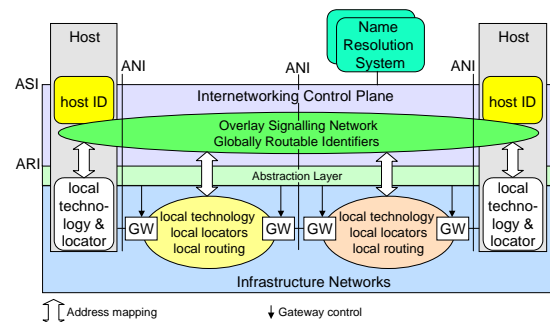 Host
Name
Resolution
System
Host
ANI
ANI
ANI
ASI
host ID
Internetworking Control Plane
host ID
Overlay Signalling Network
Globally Routable Identifiers
ARI
Abstraction Layer
local
techno-
logy &
locator
GW
local technology
local locators
local routing
GW
GW
local technology
local locators
local routing
GW
local
techno-
logy &
locator
Infrastructure Networks
Address mapping
Gateway control